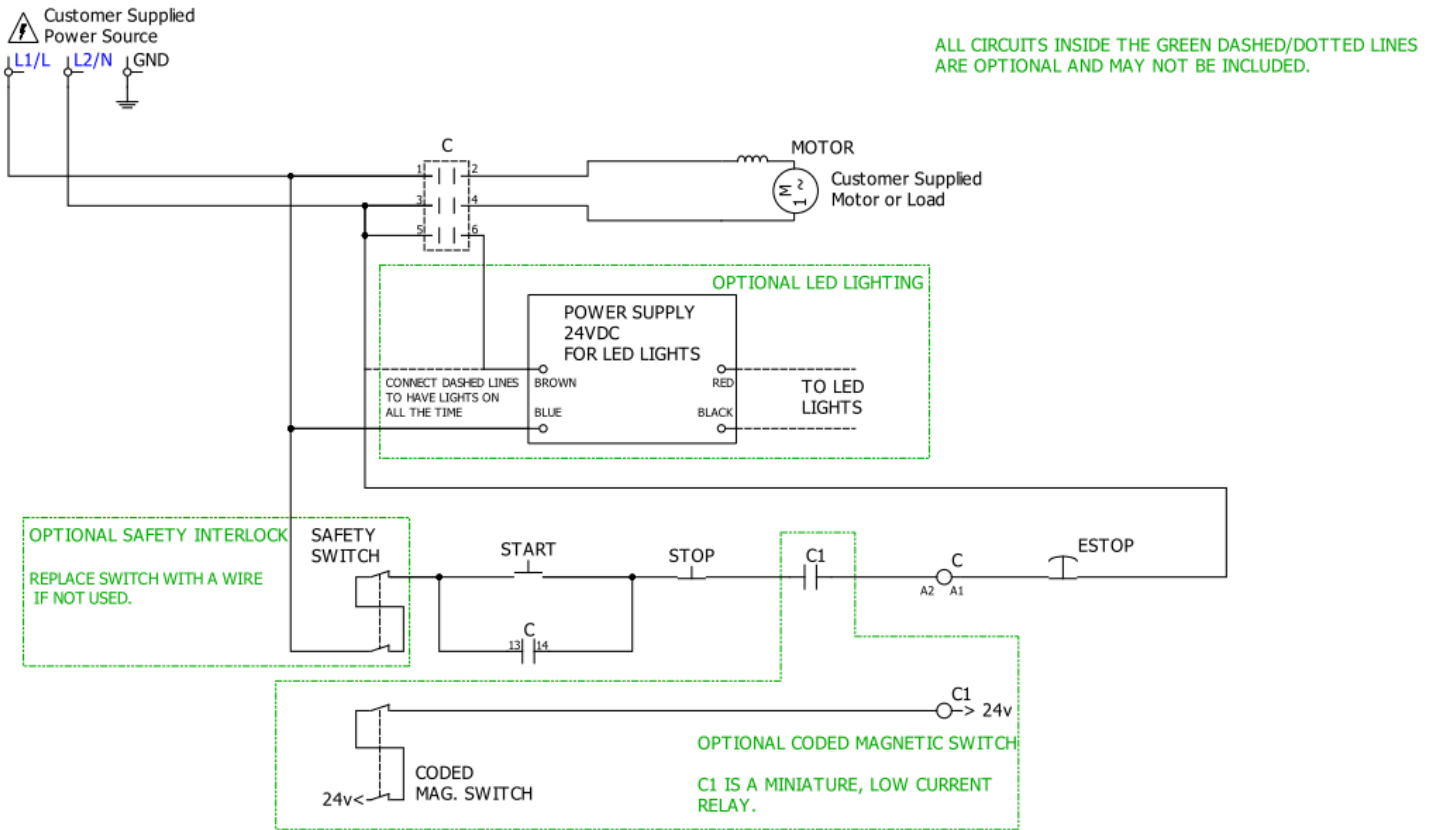 Customer Supplied
Power Source
L1/L L2/N GND
ALL CIRCUITS INSIDE THE GREEN DASHED/DOTTED LINES
ARE OPTIONAL AND MAY NOT BE INCLUDED.
C
1 2
3 4
5 6
MOTOR
M
1 ~
Customer Supplied
Motor or Load
OPTIONAL LED LIGHTING
POWER SUPPLY
24VDC
FOR LED LIGHTS
CONNECT DASHED LINES
TO HAVE LIGHTS ON
ALL THE TIME
BROWN
BLUE
RED
BLACK
TO LED
LIGHTS
OPTIONAL SAFETY INTERLOCK
REPLACE SWITCH WITH A WIRE
IF NOT USED.
SAFETY
SWITCH
START
STOP
C1
C
A2 A1
ESTOP
C
13 14
C1
> 24v
OPTIONAL CODED MAGNETIC SWITCH
C1 IS A MINIATURE, LOW CURRENT
RELAY.
CODED
MAG. SWITCH
24v<